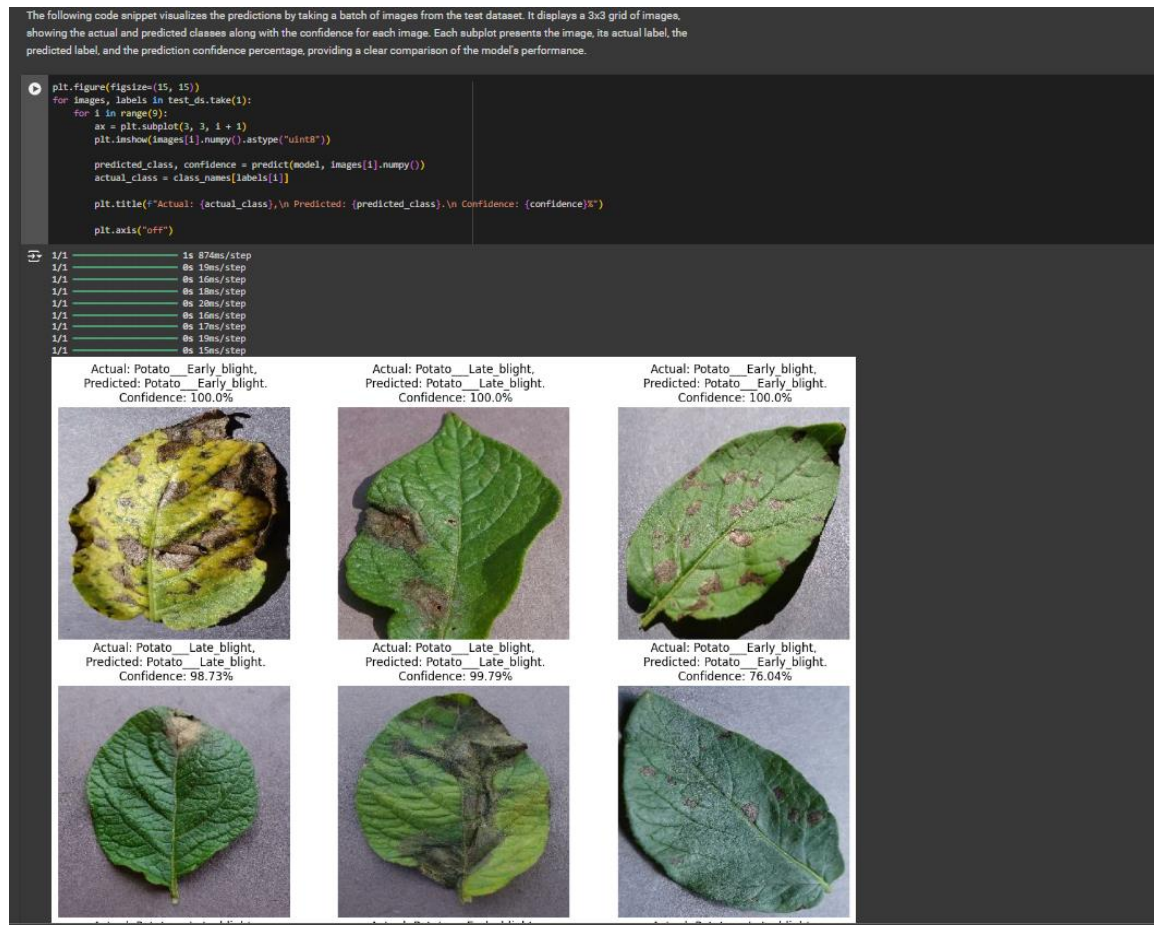 The following code snippet visualizes the predictions by taking a batch of images from the test dataset. It displays a 3x3 grid of images,
showing the actual and predicted classes along with the confidence for each image. Each subplot presents the image, its actual label, the
predicted label, and the prediction confidence percentage, providing a clear comparison of the model's performance.
plt.figure(figsize=(15, 15))
for images, labels in test_ds.take(1):
    for i in range(9):
        ax = plt.subplot(3, 3, i + 1)
        plt.imshow(images[i].numpy().astype("uint8"))
        predicted_class, confidence = predict(model, images[i].numpy())
        actual_class = class_names[labels[i]]
        plt.title(f"Actual: {actual_class},\n Predicted: {predicted_class}.\n Confidence: {confidence}%")
        plt.axis("off")
1/1 1s 874ms/step
1/1 0s 19ms/step
1/1 0s 16ms/step
1/1 0s 18ms/step
1/1 0s 20ms/step
1/1 0s 16ms/step
1/1 0s 17ms/step
1/1 0s 19ms/step
1/1 0s 15ms/step
Actual: Potato___Early_blight,
Predicted: Potato___Early_blight.
Confidence: 100.0%
Actual: Potato___Late_blight,
Predicted: Potato___Late_blight.
Confidence: 100.0%
Actual: Potato___Early_blight,
Predicted: Potato___Early_blight.
Confidence: 100.0%
Actual: Potato___Late_blight,
Predicted: Potato___Late_blight.
Confidence: 98.73%
Actual: Potato___Late_blight,
Predicted: Potato___Late_blight.
Confidence: 99.79%
Actual: Potato___Early_blight,
Predicted: Potato___Early_blight.
Confidence: 76.04%